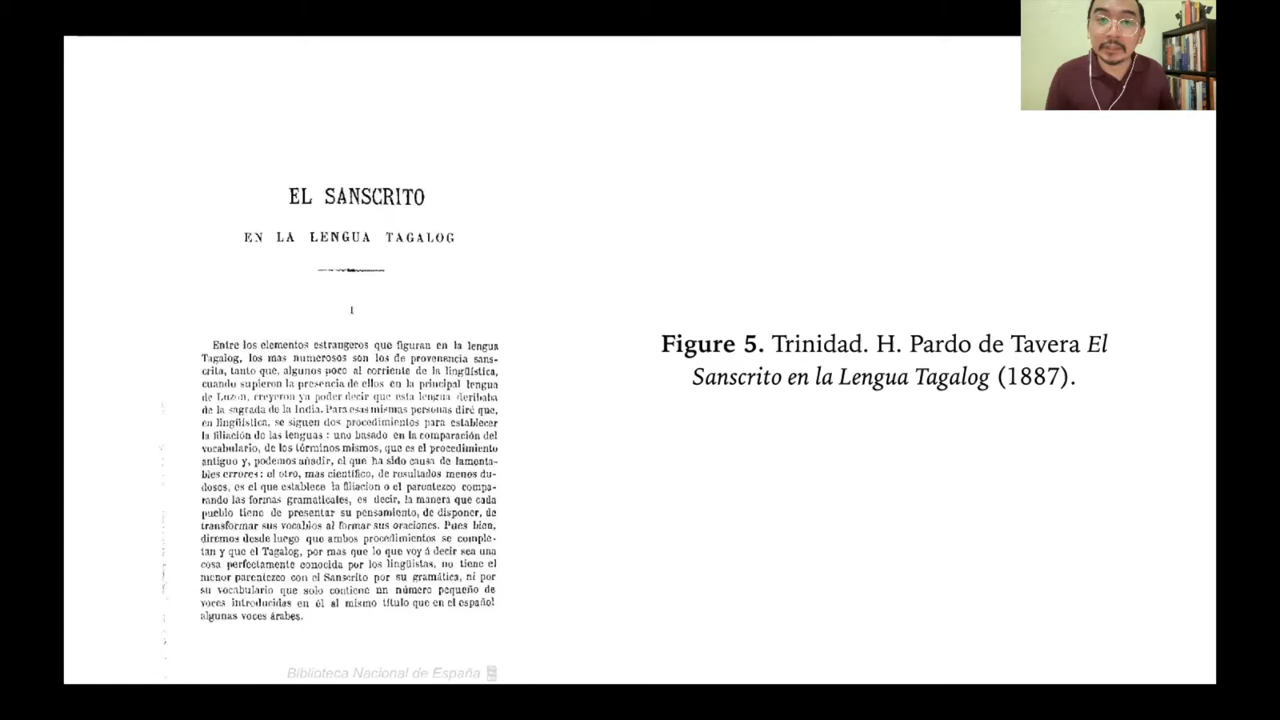 EL SANSCRITO
EN LA LENGUA TAGALOG
I
Entre los elementos estrangeros que figuran en la lengua
Tagalog, los mas numerosos son los de provenencia sans-
crita, tanto que, algunos poco al corriente de la lingüística,
cuando supieron la presencia de ellos en la principal lengua
de Luzon, creyeron ya poder decir que esta lengua deribaba
de la sagrada de la India. Para esas mismas personas diré que,
en lingüística, se siguen dos procedimientos para establecer
la filiación de las lenguas : uno basado en la comparación del
vocabulario, de los términos mismos, que es el procedimiento
antiguo y, podemos añadir, el que ha sido causa de lamenta-
bles errores : el otro, mas científico, de resultados menos du-
dosos, es el que establece la filiacion o el parentezco compa-
rando las formas gramaticales, es decir, la manera que cada
pueblo tiene de presentar su pensamiento, de disponer, de
transformar sus vocablos al formar sus oraciones. Pues bien,
diremos desde luego que ambos procedimientos se comple-
tan y que el Tagalog, por mas que lo que voy á decir sea una
cosa perfectamente conocida por los lingüistas, no tiene el
menor parentezco con el Sanscrito por su gramática, ni por
su vocabulario que solo contiene un número pequeño de
voces introducidas en él al mismo título que en el español
algunas voces árabes.
Biblioteca Nacional de España
Figure 5. Trinidad. H. Pardo de Tavera El
Sanscrito en la Lengua Tagalog (1887).